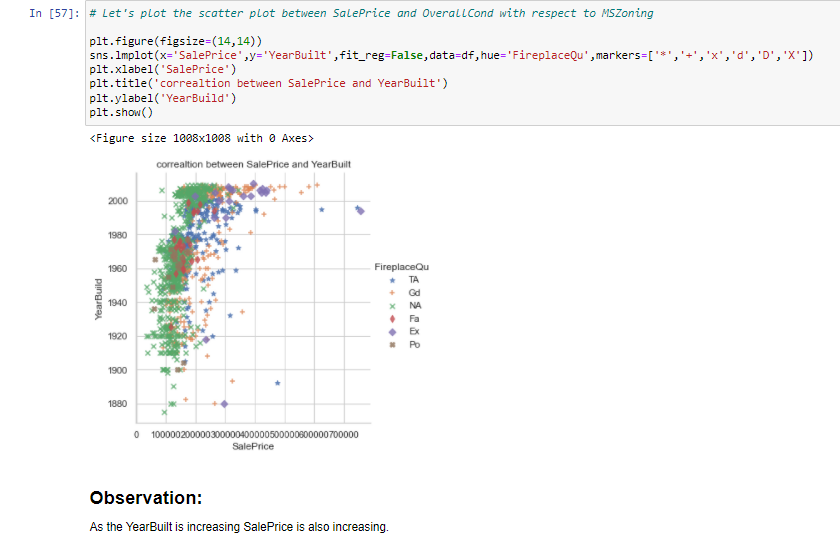 In [57]: # Let's plot the scatter plot between SalePrice and OverallCond with respect to MSZoning
plt.figure(figsize=(14,14))
sns.lmplot(x='SalePrice',y='YearBuilt',fit_reg=False,data=df,hue='FireplaceQu',markers=['*','+','x','d','D','X'])
plt.xlabel('SalePrice')
plt.title('correaltion between SalePrice and YearBuilt')
plt.ylabel('YearBuild')
plt.show()
<Figure size 1008x1008 with 0 Axes>
correaltion between SalePrice and YearBuilt
2000
1980
1960
1940
1920
1900
1880
YearBuild
0 100000200000300000400000500000600000700000
SalePrice
FireplaceQu
TA
Gd
NA
Fa
Ex
Po
Observation:
As the YearBuilt is increasing SalePrice is also increasing.